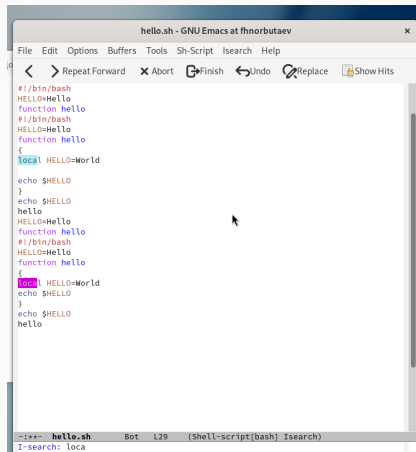 hello.sh - GNU Emacs at fhnorbutaev
File Edit Options Buffers Tools Sh-Script Isearch Help
Repeat Forward Abort Finish Undo Replace Show Hits
#!/bin/bash
HELLO=Hello
function hello
#!/bin/bash
HELLO=Hello
function hello
{
local HELLO=World

echo $HELLO
}
echo $HELLO
hello
HELLO=Hello
function hello
#!/bin/bash
HELLO=Hello
function hello
{
local HELLO=World
echo $HELLO
}
echo $HELLO
hello
-:**- hello.sh Bot L29 (Shell-script[bash] Isearch)
I-search: loca